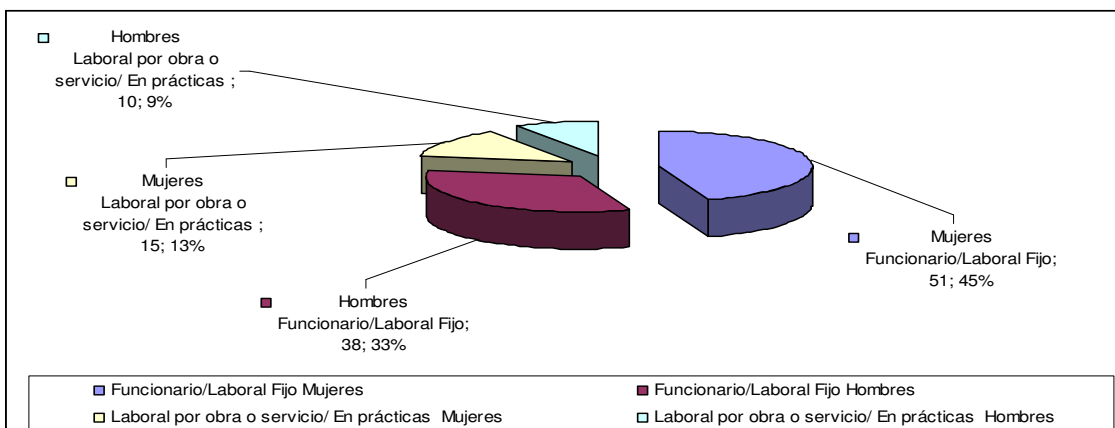 Hombres
Laboral por obra o
servicio/ En prácticas ;
10; 9%
Mujeres
Laboral por obra o
servicio/ En prácticas ;
15; 13%
Mujeres
Funcionario/Laboral Fijo;
51; 45%
Hombres
Funcionario/Laboral Fijo;
38; 33%
Funcionario/Laboral Fijo Mujeres
Funcionario/Laboral Fijo Hombres
Laboral por obra o servicio/ En prácticas Mujeres
Laboral por obra o servicio/ En prácticas Hombres